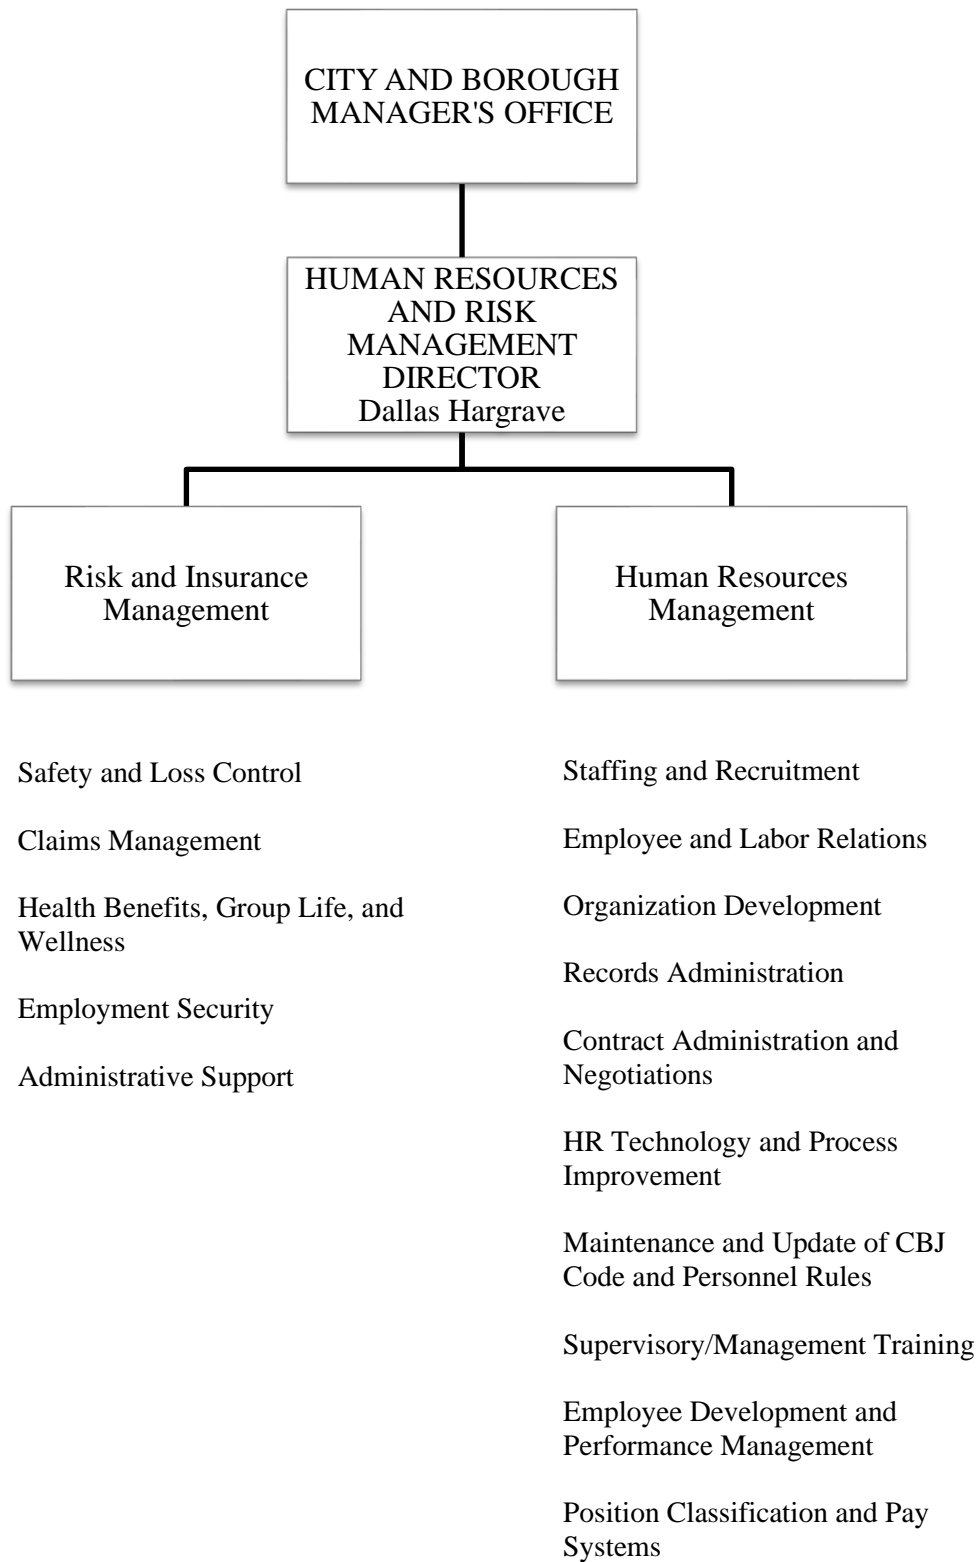 CITY AND BOROUGH
MANAGER'S OFFICE
HUMAN RESOURCES
AND RISK
MANAGEMENT
DIRECTOR
Dallas Hargrave
Risk and Insurance
Management
Human Resources
Management
Safety and Loss Control
Claims Management
Health Benefits, Group Life, and
Wellness
Employment Security
Administrative Support
Staffing and Recruitment
Employee and Labor Relations
Organization Development
Records Administration
Contract Administration and
Negotiations
HR Technology and Process
Improvement
Maintenance and Update of CBJ
Code and Personnel Rules
Supervisory/Management Training
Employee Development and
Performance Management
Position Classification and Pay
Systems